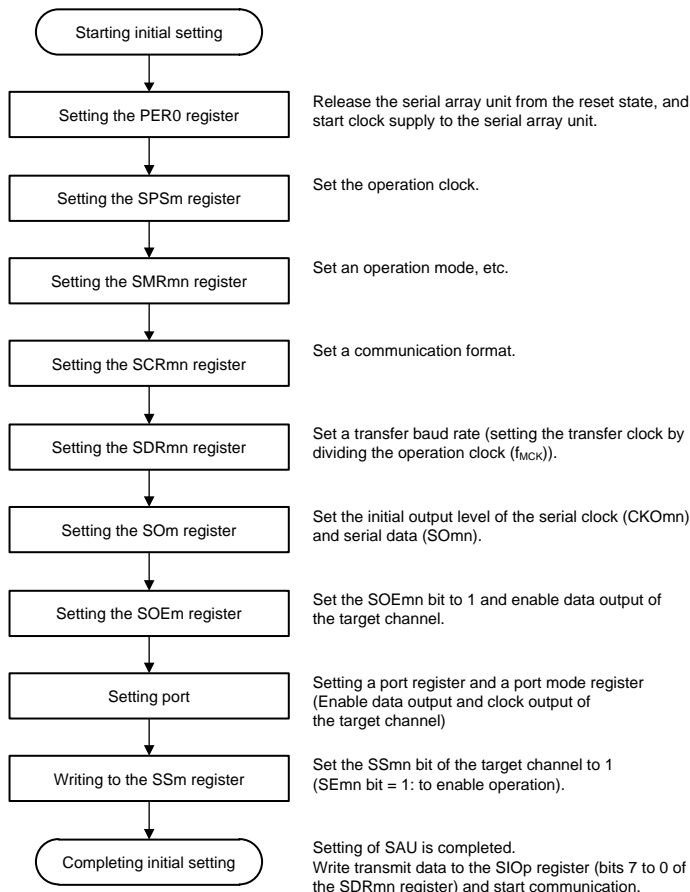 Starting initial setting
Setting the PER0 register
Release the serial array unit from the reset state, and
start clock supply to the serial array unit.
Setting the SPSm register
Set the operation clock.
Setting the SMRmn register
Set an operation mode, etc.
Setting the SCRmn register
Set a communication format.
Setting the SDRmn register
Set a transfer baud rate (setting the transfer clock by
dividing the operation clock (fMCK)).
Setting the SOm register
Set the initial output level of the serial clock (CKOmn)
and serial data (SOmn).
Setting the SOEm register
Set the SOEmn bit to 1 and enable data output of
the target channel.
Setting port
Setting a port register and a port mode register
(Enable data output and clock output of
the target channel)
Writing to the SSm register
Set the SSmn bit of the target channel to 1
(SEmn bit = 1: to enable operation).
Completing initial setting
Setting of SAU is completed.
Write transmit data to the SIOp register (bits 7 to 0 of
the SDRmn register) and start communication.